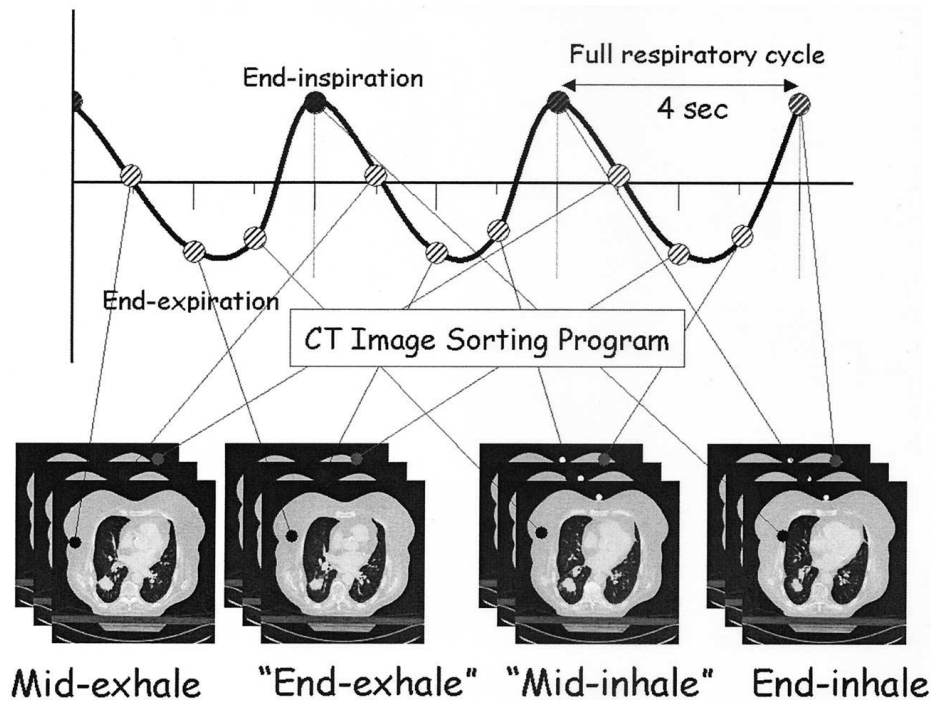 Full respiratory cycle
End-inspiration
4 sec
End-expiration
CT Image Sorting Program
Mid-exhale
“End-exhale”
“Mid-inhale”
End-inhale